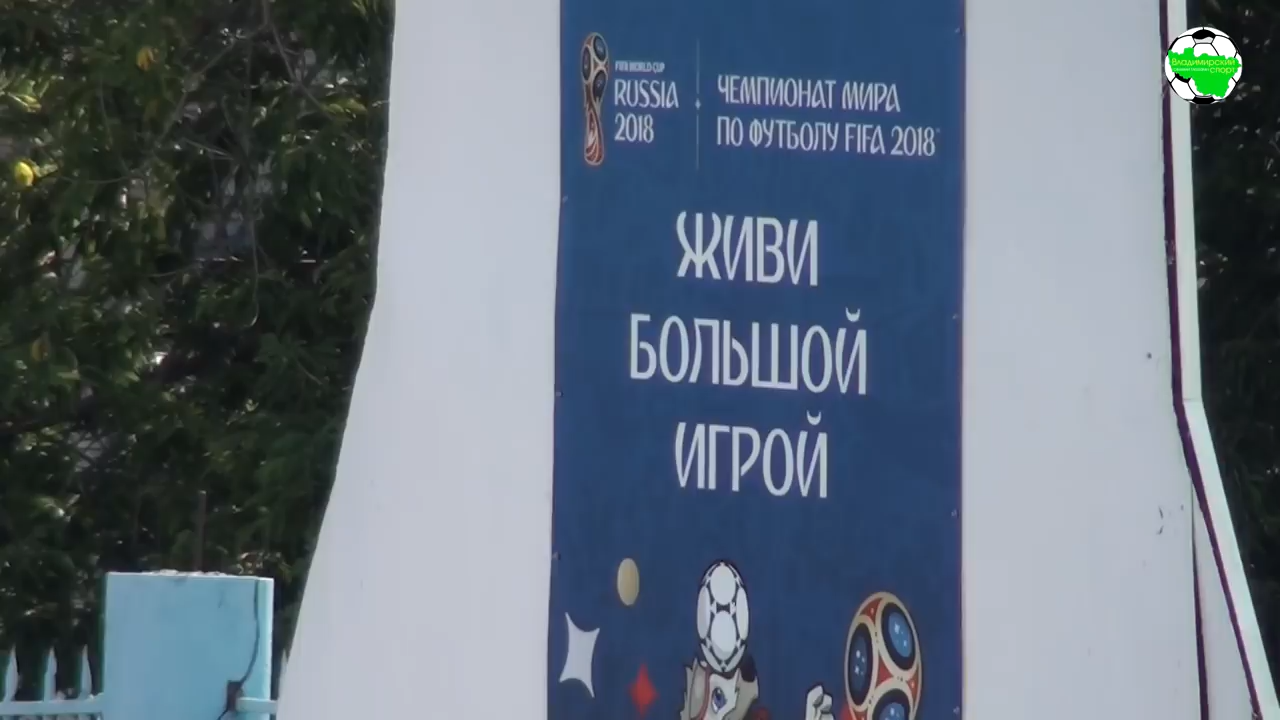 FIFA WORLD CUP
RUSSIA
2018
ЧЕМПИОНАТ МИРА
ПО ФУТБОЛУ FIFA 2018
ЖИВИ
БОЛЬШОЙ
ИГРОЙ
Владимирский
спорт